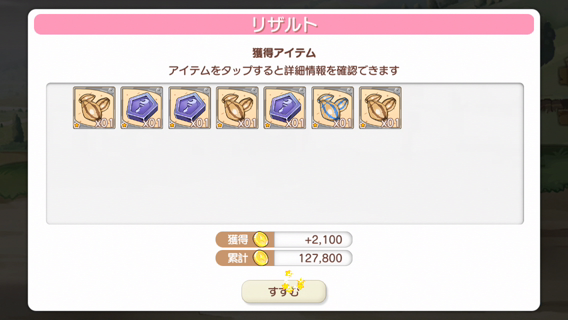 リザルト
獲得アイテム
アイテムをタップすると詳細情報を確認できます
x01 x01 x01 x01 x01 x01 x01
獲得 +2,100
累計 127,800
すすむ